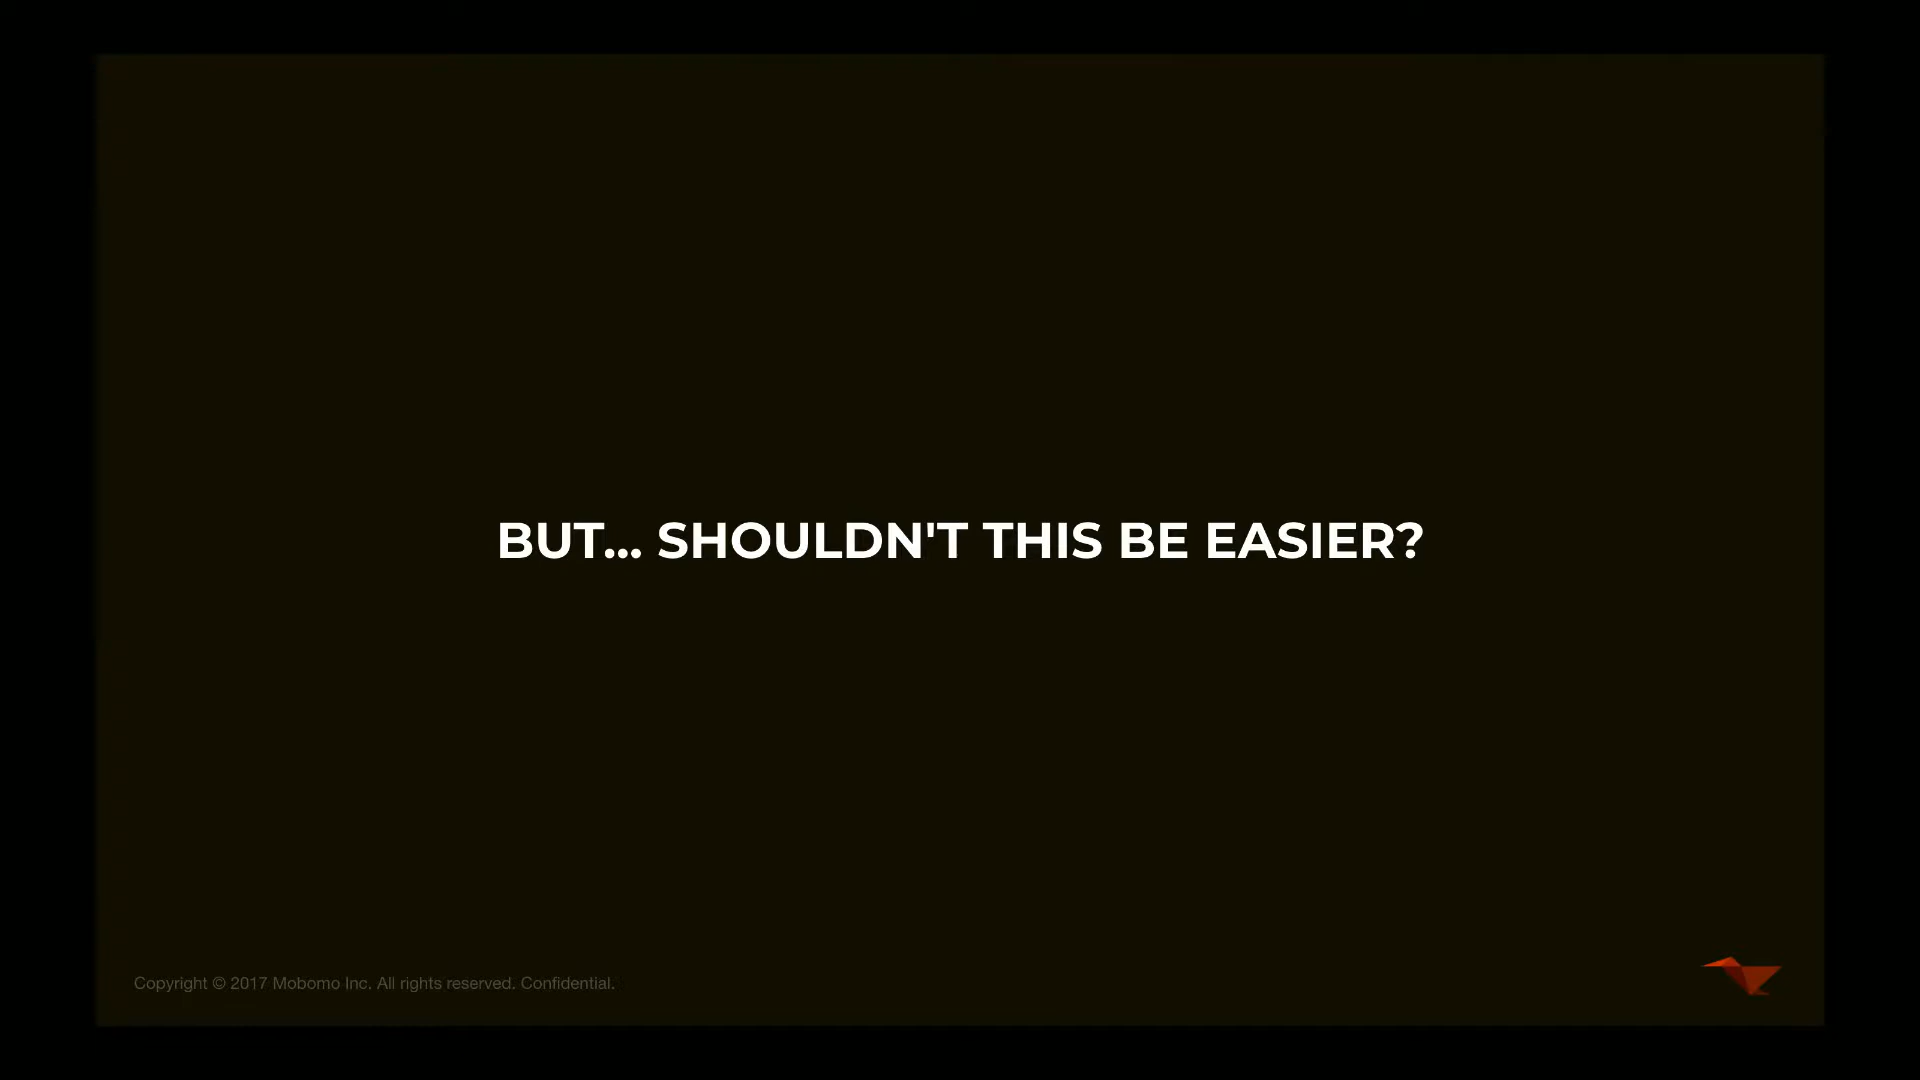 BUT... SHOULDN'T THIS BE EASIER?
Copyright © 2017 Mobomo Inc. All rights reserved. Confidential.